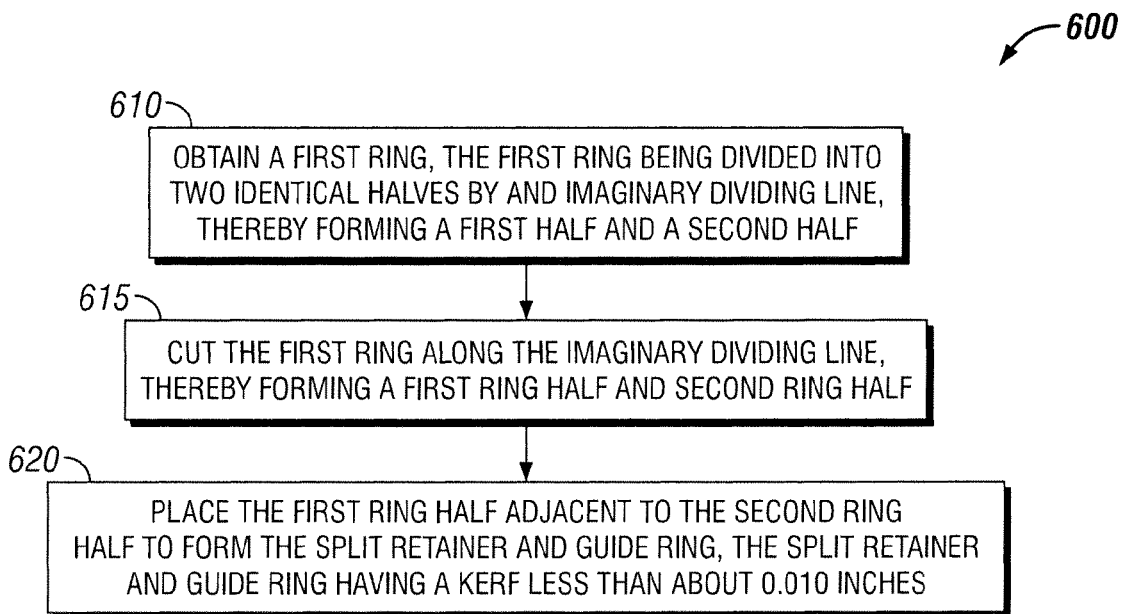 600
610
OBTAIN A FIRST RING, THE FIRST RING BEING DIVIDED INTO
TWO IDENTICAL HALVES BY AND IMAGINARY DIVIDING LINE,
THEREBY FORMING A FIRST HALF AND A SECOND HALF
615
CUT THE FIRST RING ALONG THE IMAGINARY DIVIDING LINE,
THEREBY FORMING A FIRST RING HALF AND SECOND RING HALF
620
PLACE THE FIRST RING HALF ADJACENT TO THE SECOND RING
HALF TO FORM THE SPLIT RETAINER AND GUIDE RING, THE SPLIT RETAINER
AND GUIDE RING HAVING A KERF LESS THAN ABOUT 0.010 INCHES